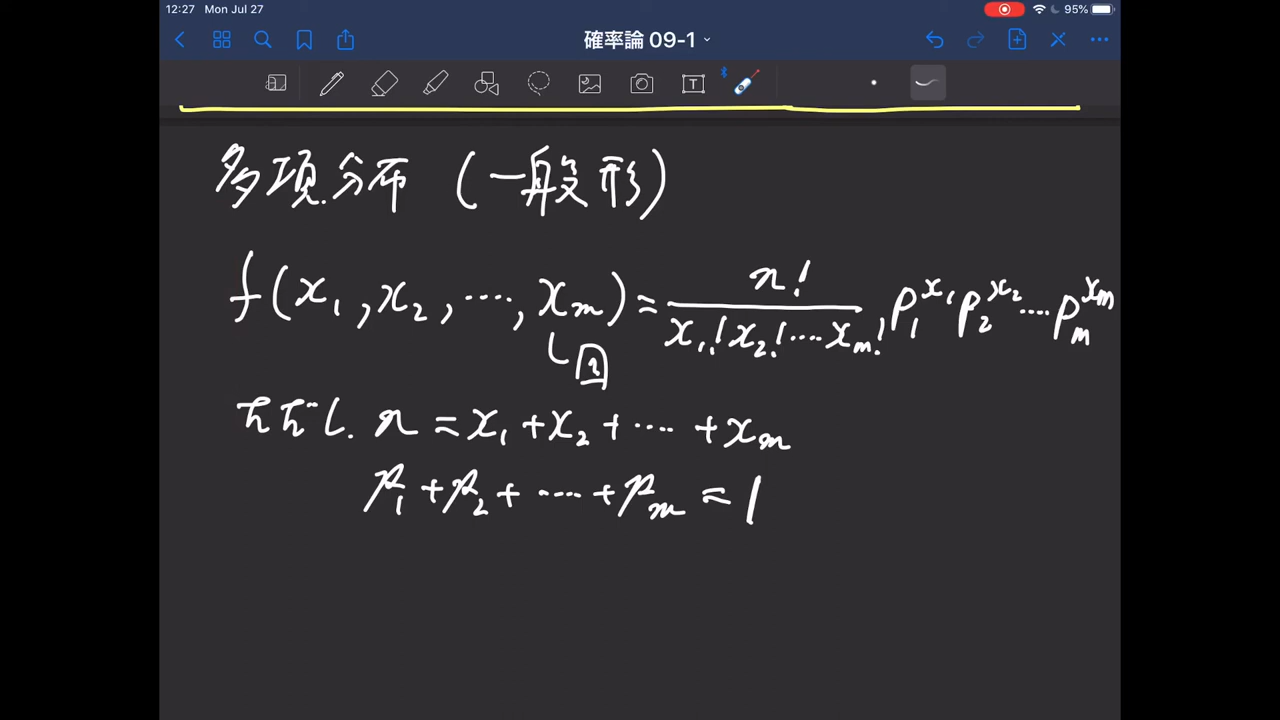 12:27 Mon Jul 27
95%
確率論 09-1
T
多項分布 (一般形)
f(x₁, x₂, ‥‥, xₘ) = n! / (x₁! x₂! ‥‥ xₘ!) p₁^x₁ p₂^x₂ ‥‥ pₘ^xₘ
回
ただし. n = x₁ + x₂ + ‥‥ + xₘ
p₁ + p₂ + ‥‥ + pₘ = 1